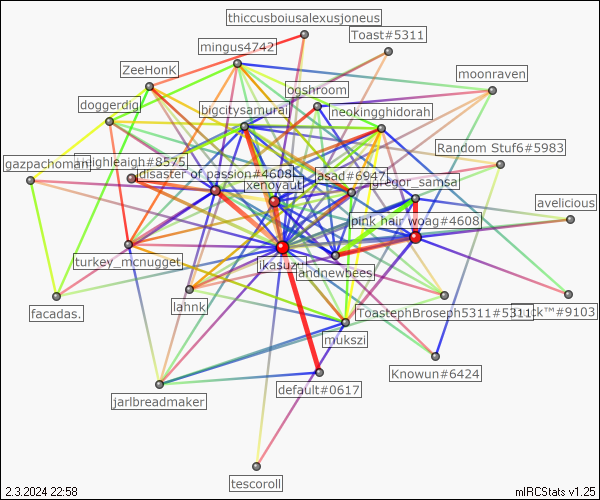 thiccusboiusalexusjoneus
Toast#5311
mingus4742
ZeeHonK
moonraven
ogshroom
doggerdig
bigcitysamurai
neokingghidorah
Random Stuf6#5983
gazpachoman
leighleigh#8575
disaster of passion#4608
asad#6947
xenoyaut
gregor_samsa
avelicious
pink hair woag#4608
turkey_mcnugget
ikasuz
landnewbees
facadas.
lahnk
ToastephBroseph5311#5311
ck™#9103
mukszi
Knowun#6424
default#0617
jarlbreadmaker
tescoroll
2.3.2024 22:58
mIRCStats v1.25